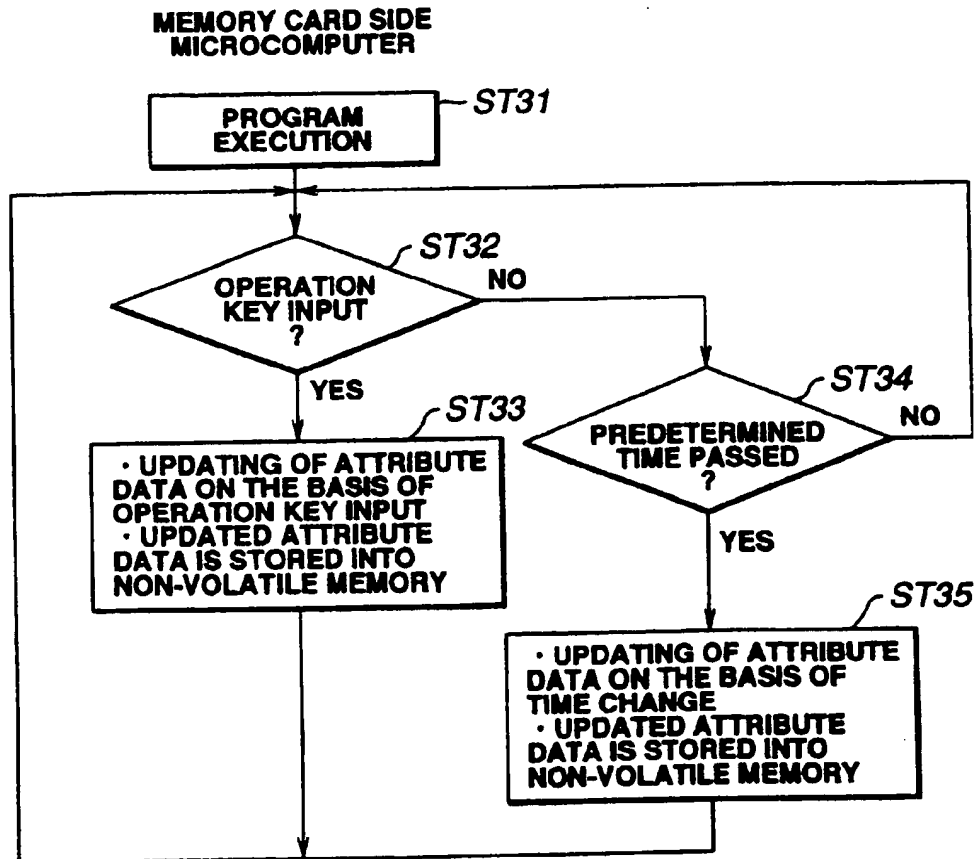 MEMORY CARD SIDE
MICROCOMPUTER
PROGRAM
EXECUTION
ST31
ST32
OPERATION
KEY INPUT
?
NO
YES
ST33
· UPDATING OF ATTRIBUTE
DATA ON THE BASIS OF
OPERATION KEY INPUT
· UPDATED ATTRIBUTE
DATA IS STORED INTO
NON-VOLATILE MEMORY
ST34
PREDETERMINED
TIME PASSED
?
NO
YES
ST35
· UPDATING OF ATTRIBUTE
DATA ON THE BASIS OF
TIME CHANGE
· UPDATED ATTRIBUTE
DATA IS STORED INTO
NON-VOLATILE MEMORY